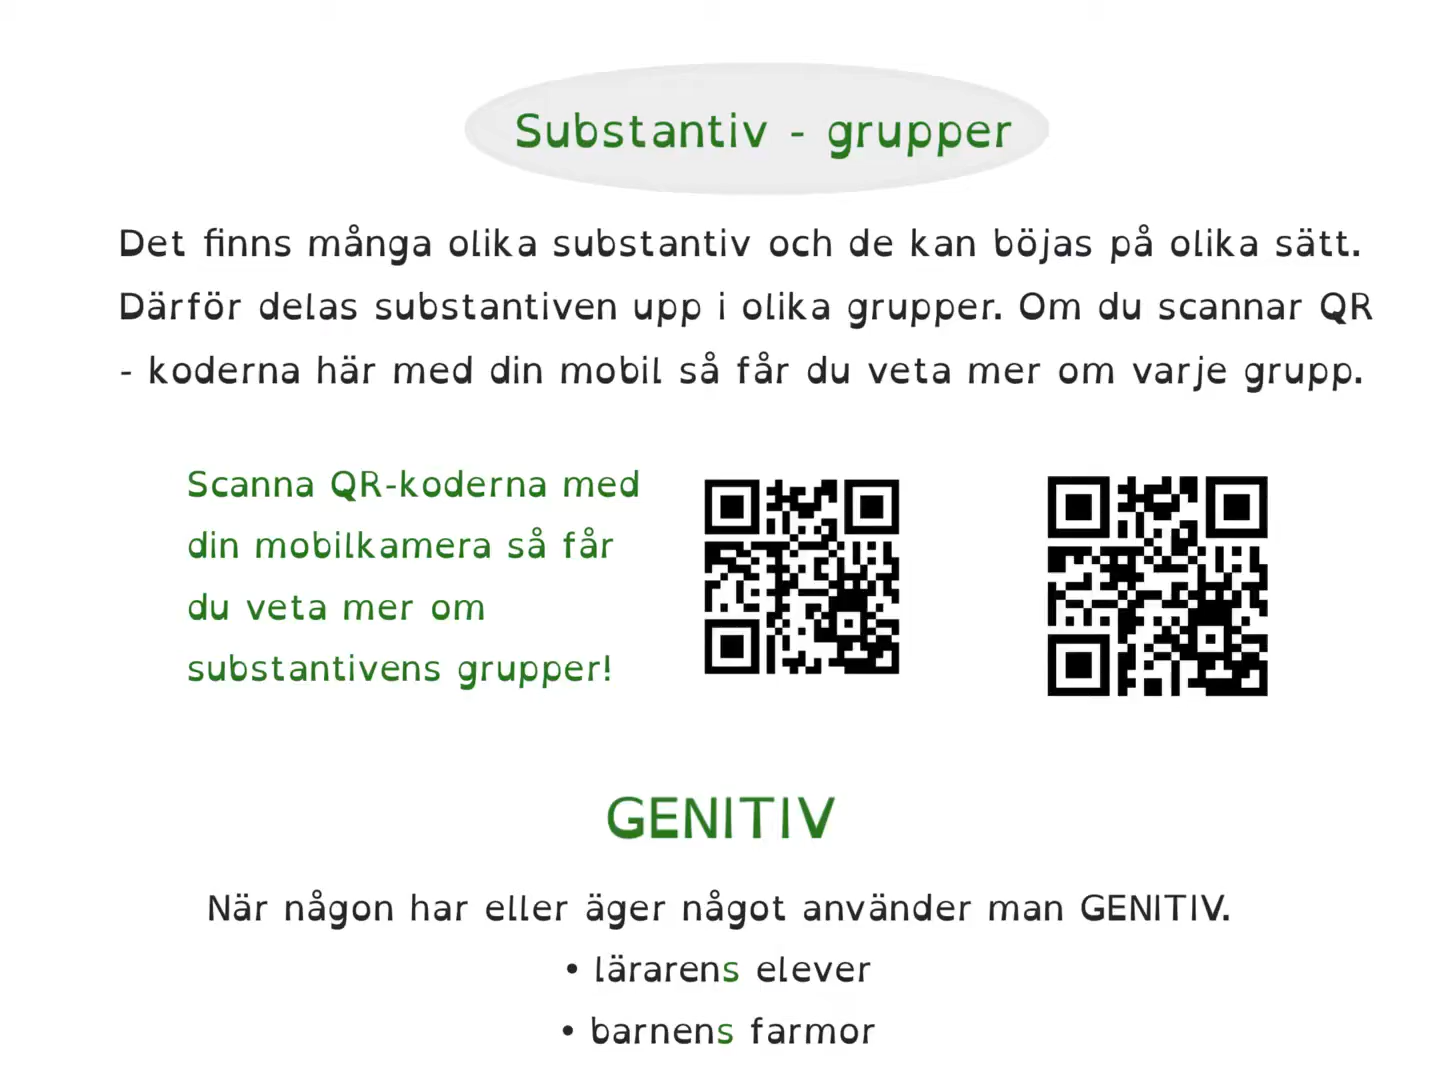 Substantiv - grupper
Det finns många olika substantiv och de kan böjas på olika sätt.
Därför delas substantiven upp i olika grupper. Om du scannar QR
- koderna här med din mobil så får du veta mer om varje grupp.
Scanna QR-koderna med
din mobilkamera så får
du veta mer om
substantivens grupper!
GENITIV
När någon har eller äger något använder man GENITIV.
• lärarens elever
• barnens farmor